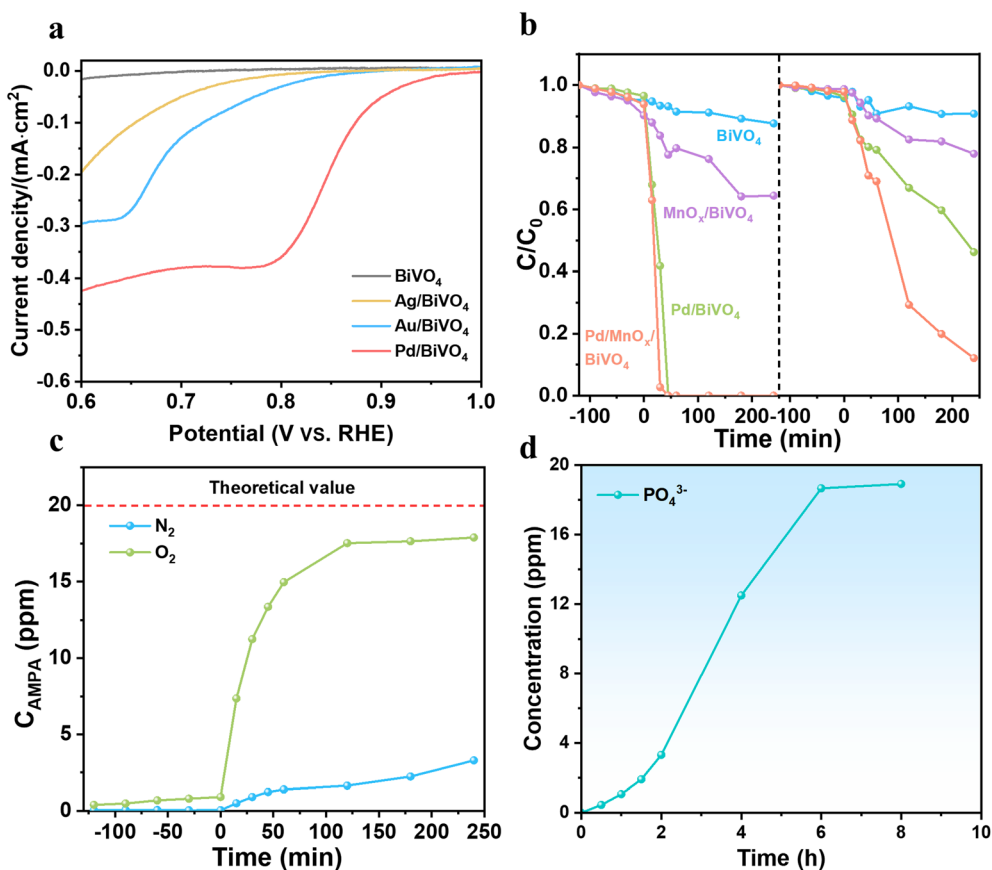 a
0.0
-0.1
-0.2
-0.3
-0.4
-0.5
-0.6
Current dencity/(mA·cm²)
BiVO₄
Ag/BiVO₄
Au/BiVO₄
Pd/BiVO₄
0.6 0.7 0.8 0.9 1.0
Potential (V VS. RHE)
b
1.0
0.8
0.6
0.4
0.2
0.0
C/C₀
BiVO₄
MnOₓ/BiVO₄
Pd/BiVO₄
Pd/MnOₓ/
BiVO₄
-100 0 100 200 -100 0 100 200
Time (min)
c
20
15
10
5
0
C_AMPA (ppm)
Theoretical value
N₂
O₂
-100 -50 0 50 100 150 200 250
Time (min)
d
20
16
12
8
4
0
Concentration (ppm)
PO₄³⁻
0 2 4 6 8 10
Time (h)